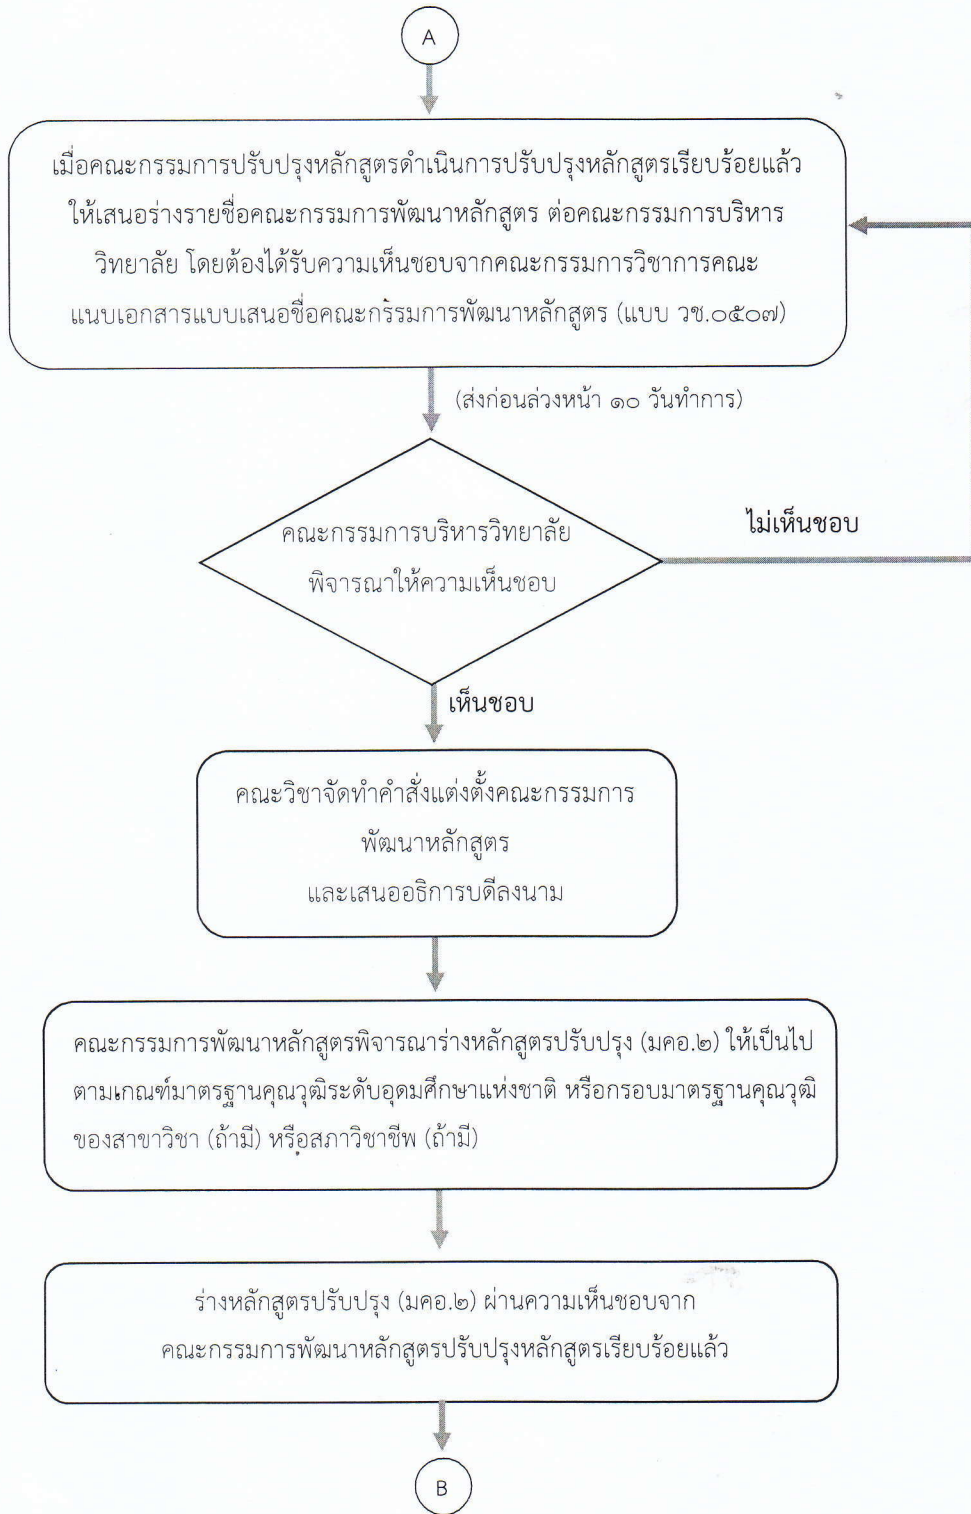 A
เมื่อคณะกรรมการปรับปรุงหลักสูตรดำเนินการปรับปรุงหลักสูตรเรียบร้อยแล้ว
ให้เสนอร่างรายชื่อคณะกรรมการพัฒนาหลักสูตร ต่อคณะกรรมการบริหาร
วิทยาลัย โดยต้องได้รับความเห็นชอบจากคณะกรรมการวิชาการคณะ
แนบเอกสารแบบเสนอชื่อคณะกรรมการพัฒนาหลักสูตร (แบบ วช.๐๕๐๗)
(ส่งก่อนล่วงหน้า ๑๐ วันทำการ)
คณะกรรมการบริหารวิทยาลัย
พิจารณาให้ความเห็นชอบ
ไม่เห็นชอบ
เห็นชอบ
คณะวิชาจัดทำคำสั่งแต่งตั้งคณะกรรมการ
พัฒนาหลักสูตร
และเสนออธิการบดีลงนาม
คณะกรรมการพัฒนาหลักสูตรพิจารณาร่างหลักสูตรปรับปรุง (มคอ.๒) ให้เป็นไป
ตามเกณฑ์มาตรฐานคุณวุฒิระดับอุดมศึกษาแห่งชาติ หรือกรอบมาตรฐานคุณวุฒิ
ของสาขาวิชา (ถ้ามี) หรือสภาวิชาชีพ (ถ้ามี)
ร่างหลักสูตรปรับปรุง (มคอ.๒) ผ่านความเห็นชอบจาก
คณะกรรมการพัฒนาหลักสูตรปรับปรุงหลักสูตรเรียบร้อยแล้ว
B